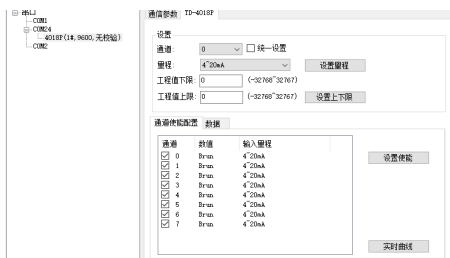 串口
COM1
COM24
4018P(1#,9600,无校验)
COM2
通信参数 TD-4018P
设置
通道: 0 统一设置
量程: 4~20mA 设置量程
工程值下限: 0 (-32768~32767)
工程值上限: 0 (-32768~32767) 设置上下限
通道使能配置 数据
通道 数值 输入量程
0 Brun 4~20mA
1 Brun 4~20mA
2 Brun 4~20mA
3 Brun 4~20mA
4 Brun 4~20mA
5 Brun 4~20mA
6 Brun 4~20mA
7 Brun 4~20mA
设置使能
实时曲线